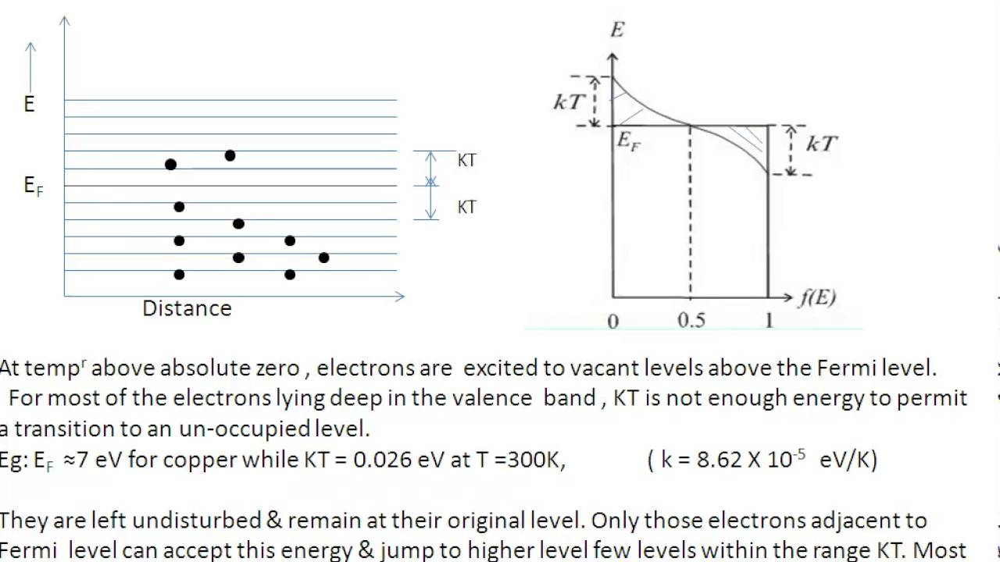 E
E_F
KT
KT
Distance
E
kT
E_F
kT
f(E)
0 0.5 1
At temp^r above absolute zero , electrons are excited to vacant levels above the Fermi level.
For most of the electrons lying deep in the valence band , KT is not enough energy to permit
a transition to an un-occupied level.
Eg: E_F ≈7 eV for copper while KT = 0.026 eV at T =300K, ( k = 8.62 X 10^-5 eV/K)
They are left undisturbed & remain at their original level. Only those electrons adjacent to
Fermi level can accept this energy & jump to higher level few levels within the range KT. Most